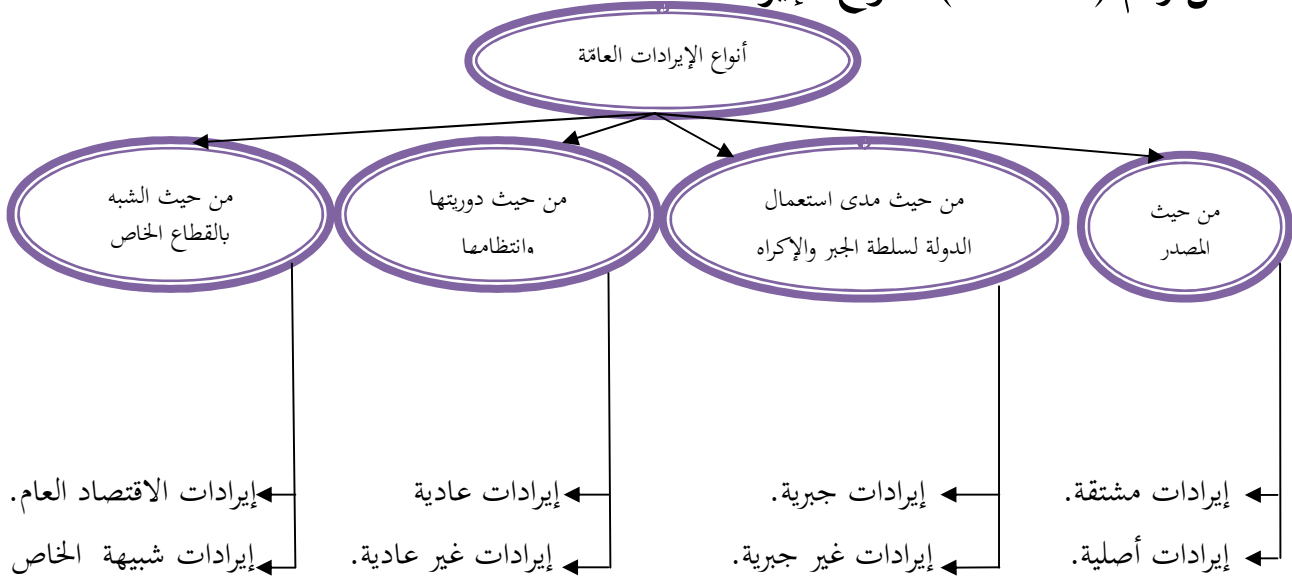 أنواع الإيرادات العامّة
من حيث
المصدر
من حيث مدى استعمال
الدولة لسلطة الجبر والإكراه
من حيث دوريتها
وانتظامها
من حيث الشبه
بالقطاع الخاص
إيرادات مشتقة.
إيرادات أصلية.
إيرادات جبرية.
إيرادات غير جبرية.
إيرادات عادية
إيرادات غير عادية.
إيرادات الاقتصاد العام.
إيرادات شبيهة الخاص